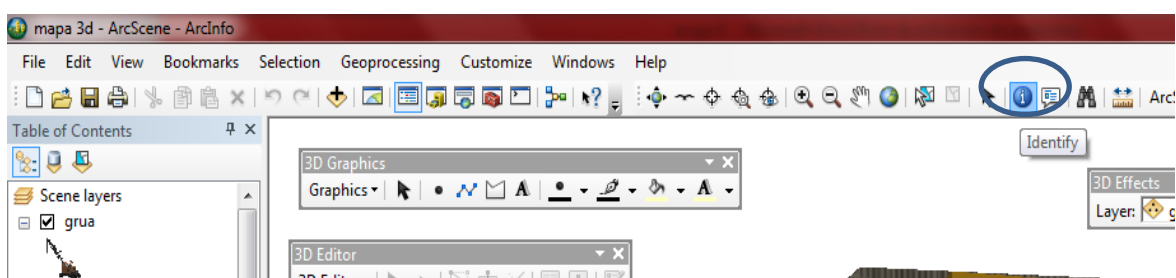 mapa 3d - ArcScene - ArcInfo
File Edit View Bookmarks Selection Geoprocessing Customize Windows Help
Table of Contents
Identify
3D Graphics
Graphics
A
A
3D Effects
Layer:
Scene layers
grua
3D Editor